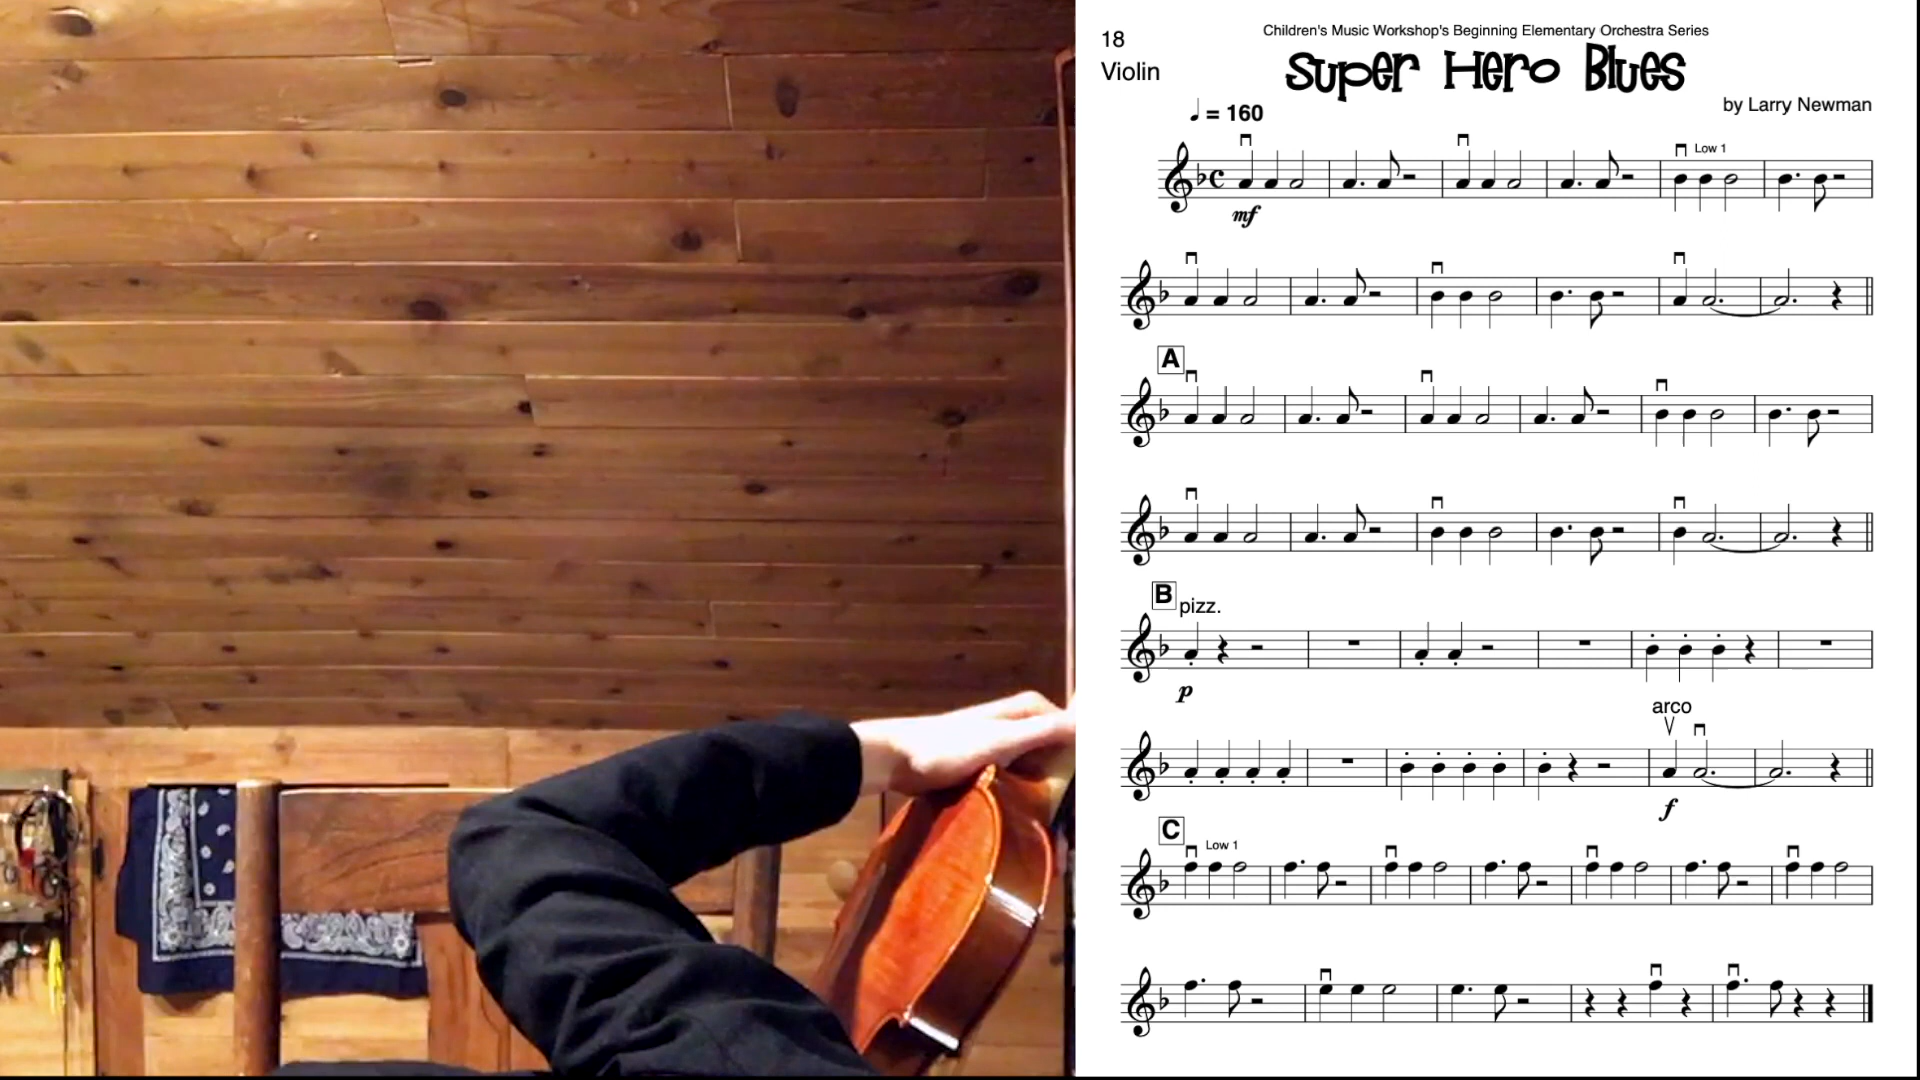 Children's Music Workshop's Beginning Elementary Orchestra Series
18
Super Hero Blues
Violin
by Larry Newman
= 160
Low 1
mf
A
B
pizz.
p
arco
f
C
Low 1